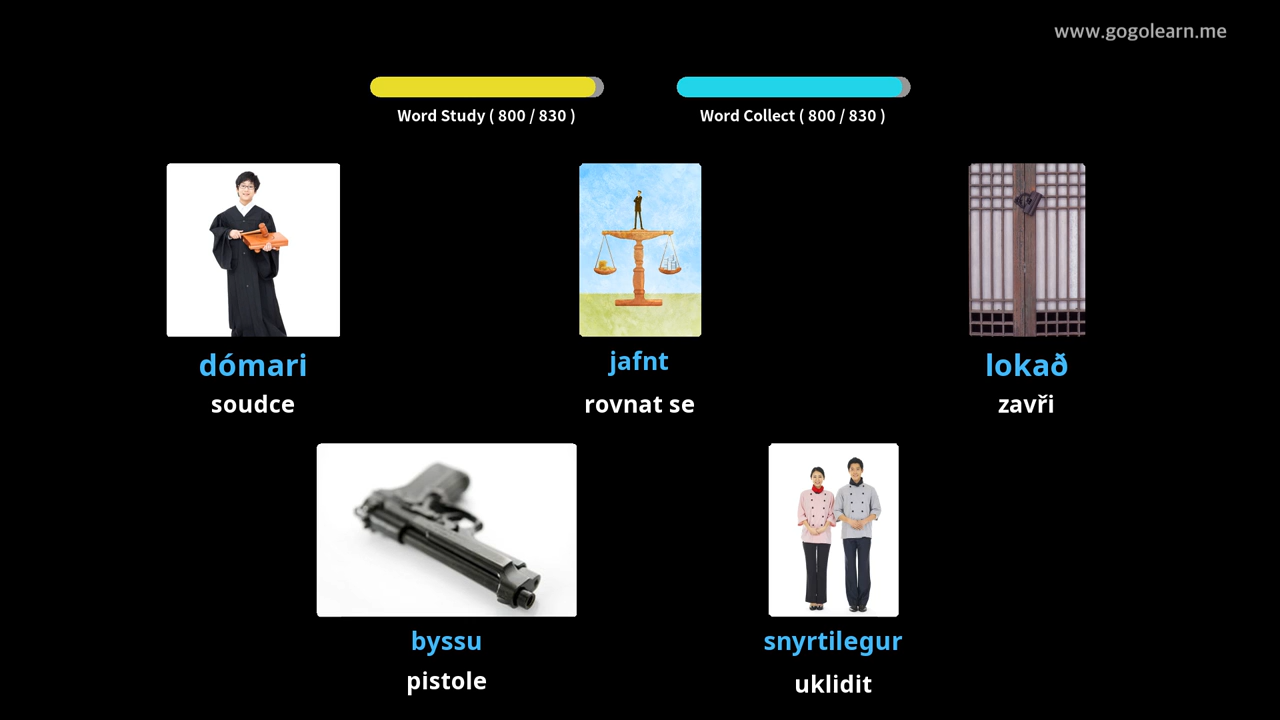 www.gogolearn.me
Word Study ( 800 / 830 )
Word Collect ( 800 / 830 )
dómari
soudce
jafnt
rovnat se
lokað
zavři
byssu
pistole
snyrtilegur
uklidit